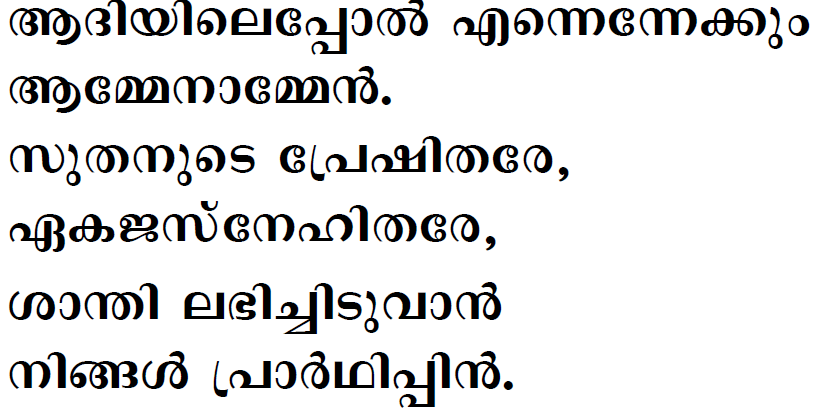 ആദിയിലെപ്പോൽ എന്നെന്നേക്കും
ആമ്മേനാമ്മേൻ.
സുതനുടെ പ്രേഷിതരേ,
ഏകജസ്നേഹിതരേ,
ശാന്തി ലഭിച്ചിടുവാൻ
നിങ്ങൾ പ്രാർഥിപ്പിൻ.